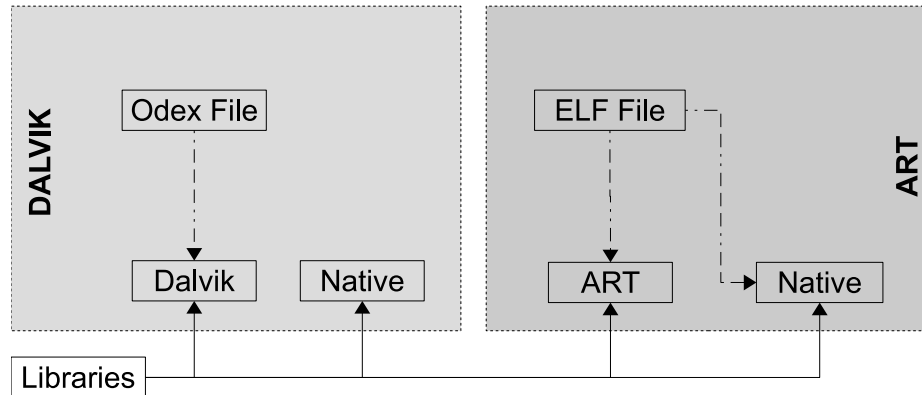 DALVIK
Odex File
Dalvik
Native
ART
ELF File
ART
Native
Libraries